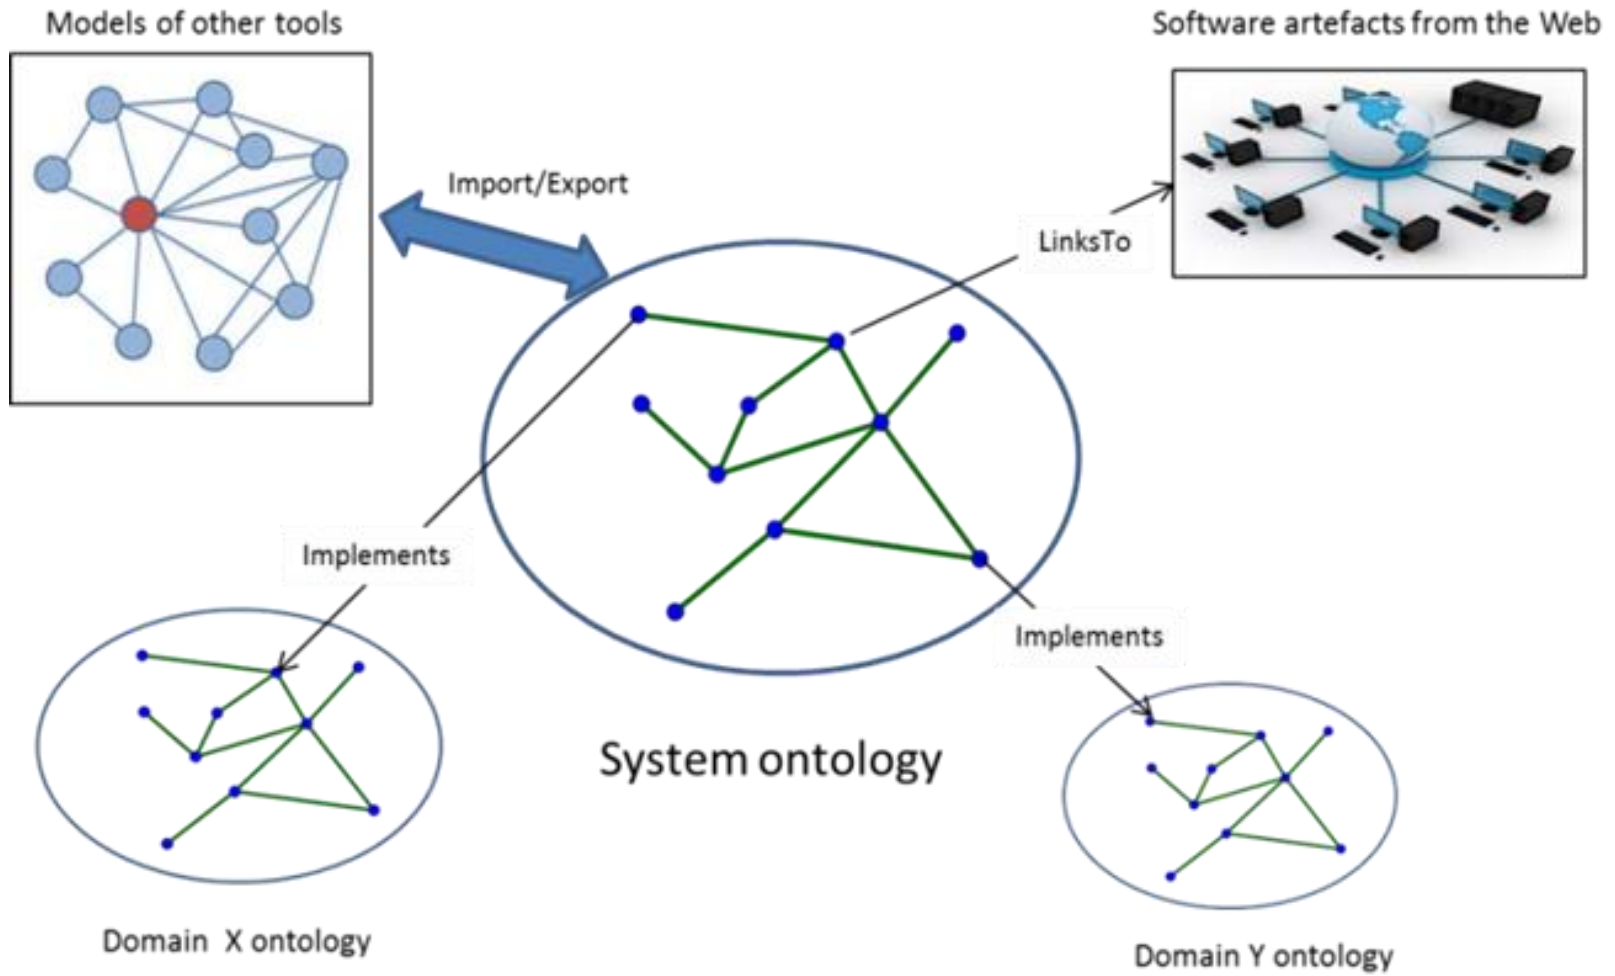 Models of other tools
Software artefacts from the Web
Import/Export
LinksTo
Implements
Implements
System ontology
Domain X ontology
Domain Y ontology